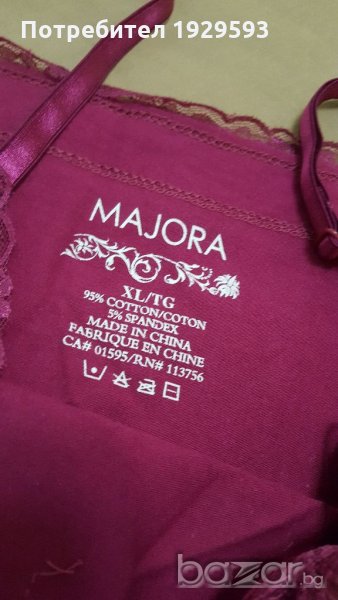 Потребител 1929593
MAJORA
XL/TG
95% COTTON/COTON
5% SPANDEX
MADE IN CHINA
FABRIQUE EN CHINE
CA# 01595/RN# 113756
bazar.bg